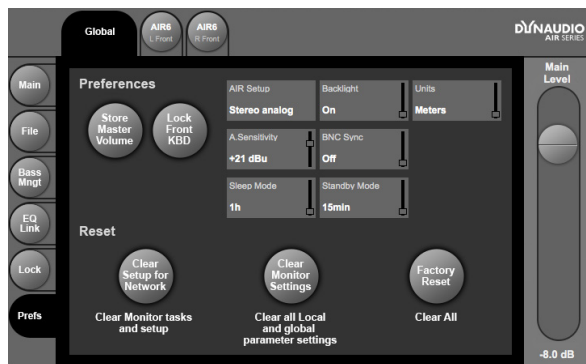 Global
AIR6
L Front
AIR6
R Front
DYNAUDIO
AIR SERIES
Main
File
Bass
Mngt
EQ
Link
Lock
Prefs
Preferences
Store
Master
Volume
Lock
Front
KBD
AIR Setup
Stereo analog
Backlight
On
Units
Meters
A.Sensitivity
+21 dBu
BNC Sync
Off
Sleep Mode
1h
Standby Mode
15min
Reset
Clear
Setup for
Network
Clear Monitor tasks
and setup
Clear
Monitor
Settings
Clear all Local
and global
parameter settings
Factory
Reset
Clear All
Main
Level
-8.0 dB